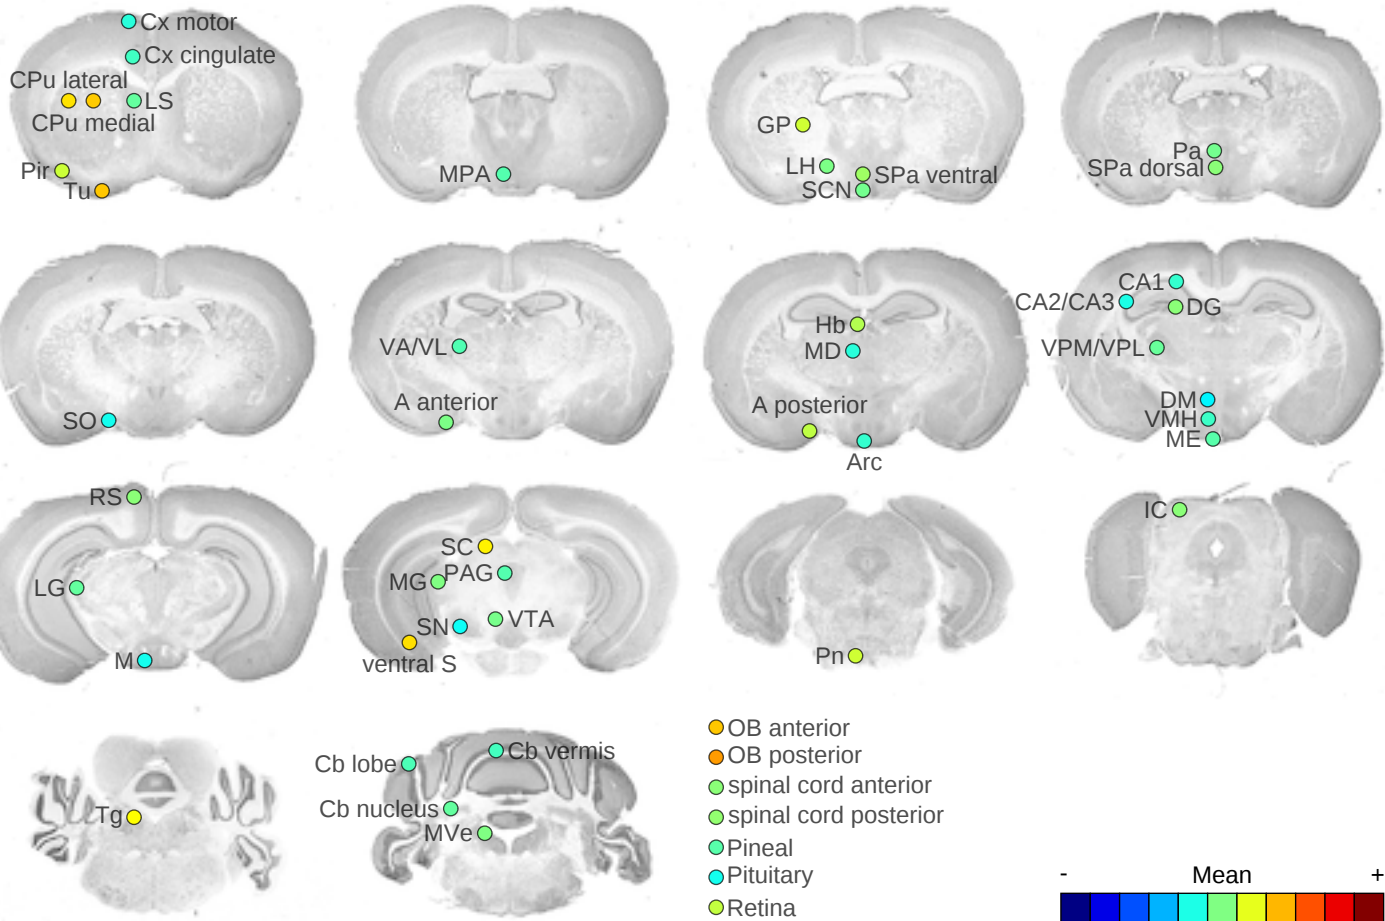 Cx motor
Cx cingulate
CPu lateral
LS
CPu medial
Pir
Tu
MPA
GP
LH
SPa ventral
SCN
Pa
SPa dorsal
SO
VA/VL
A anterior
Hb
MD
A posterior
Arc
CA1
CA2/CA3
DG
VPM/VPL
DM
VMH
ME
RS
LG
M
SC
MG
PAG
SN
VTA
ventral S
Pn
IC
Tg
Cb lobe
Cb vermis
Cb nucleus
MVe
OB anterior
OB posterior
spinal cord anterior
spinal cord posterior
Pineal
Pituitary
Retina
- Mean +